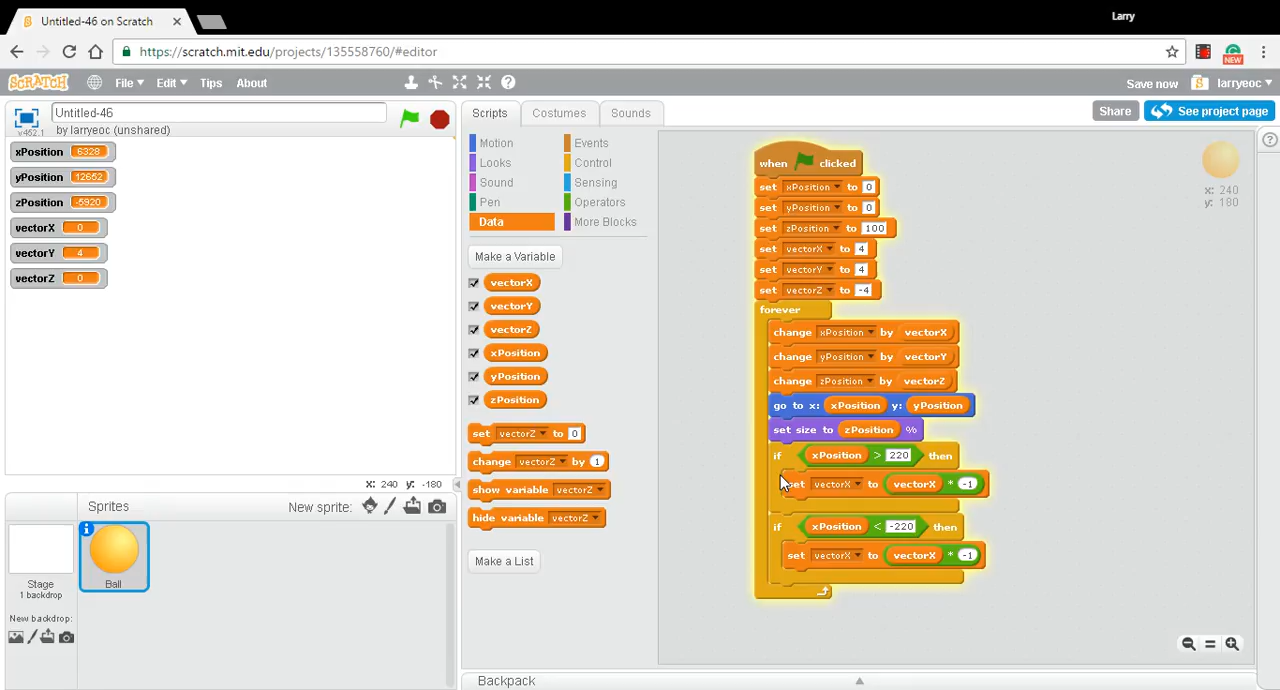 Untitled-46 on Scratch
Larry
https://scratch.mit.edu/projects/135558760/#editor
NEW
SCRATCH File Edit Tips About Save now larryeoc
Untitled-46
by larryeoc (unshared)
v452.1
Scripts Costumes Sounds
Share See project page
xPosition 6328
yPosition 12652
zPosition -5920
vectorX 0
vectorY 4
vectorZ 0
X: 240 y: -180
Motion Events
Looks Control
Sound Sensing
Pen Operators
Data More Blocks
Make a Variable
vectorX
vectorY
vectorZ
xPosition
yPosition
zPosition
set vectorZ to 0
change vectorZ by 1
show variable vectorZ
hide variable vectorZ
Make a List
when clicked
set xPosition to 0
set yPosition to 0
set zPosition to 100
set vectorX to 4
set vectorY to 4
set vectorZ to -4
forever
change xPosition by vectorX
change yPosition by vectorY
change zPosition by vectorZ
go to x: xPosition y: yPosition
set size to zPosition %
if xPosition > 220 then
set vectorX to vectorX * -1
if xPosition < -220 then
set vectorX to vectorX * -1
x: 240
y: 180
Sprites New sprite:
Stage
1 backdrop
New backdrop:
Ball
Backpack